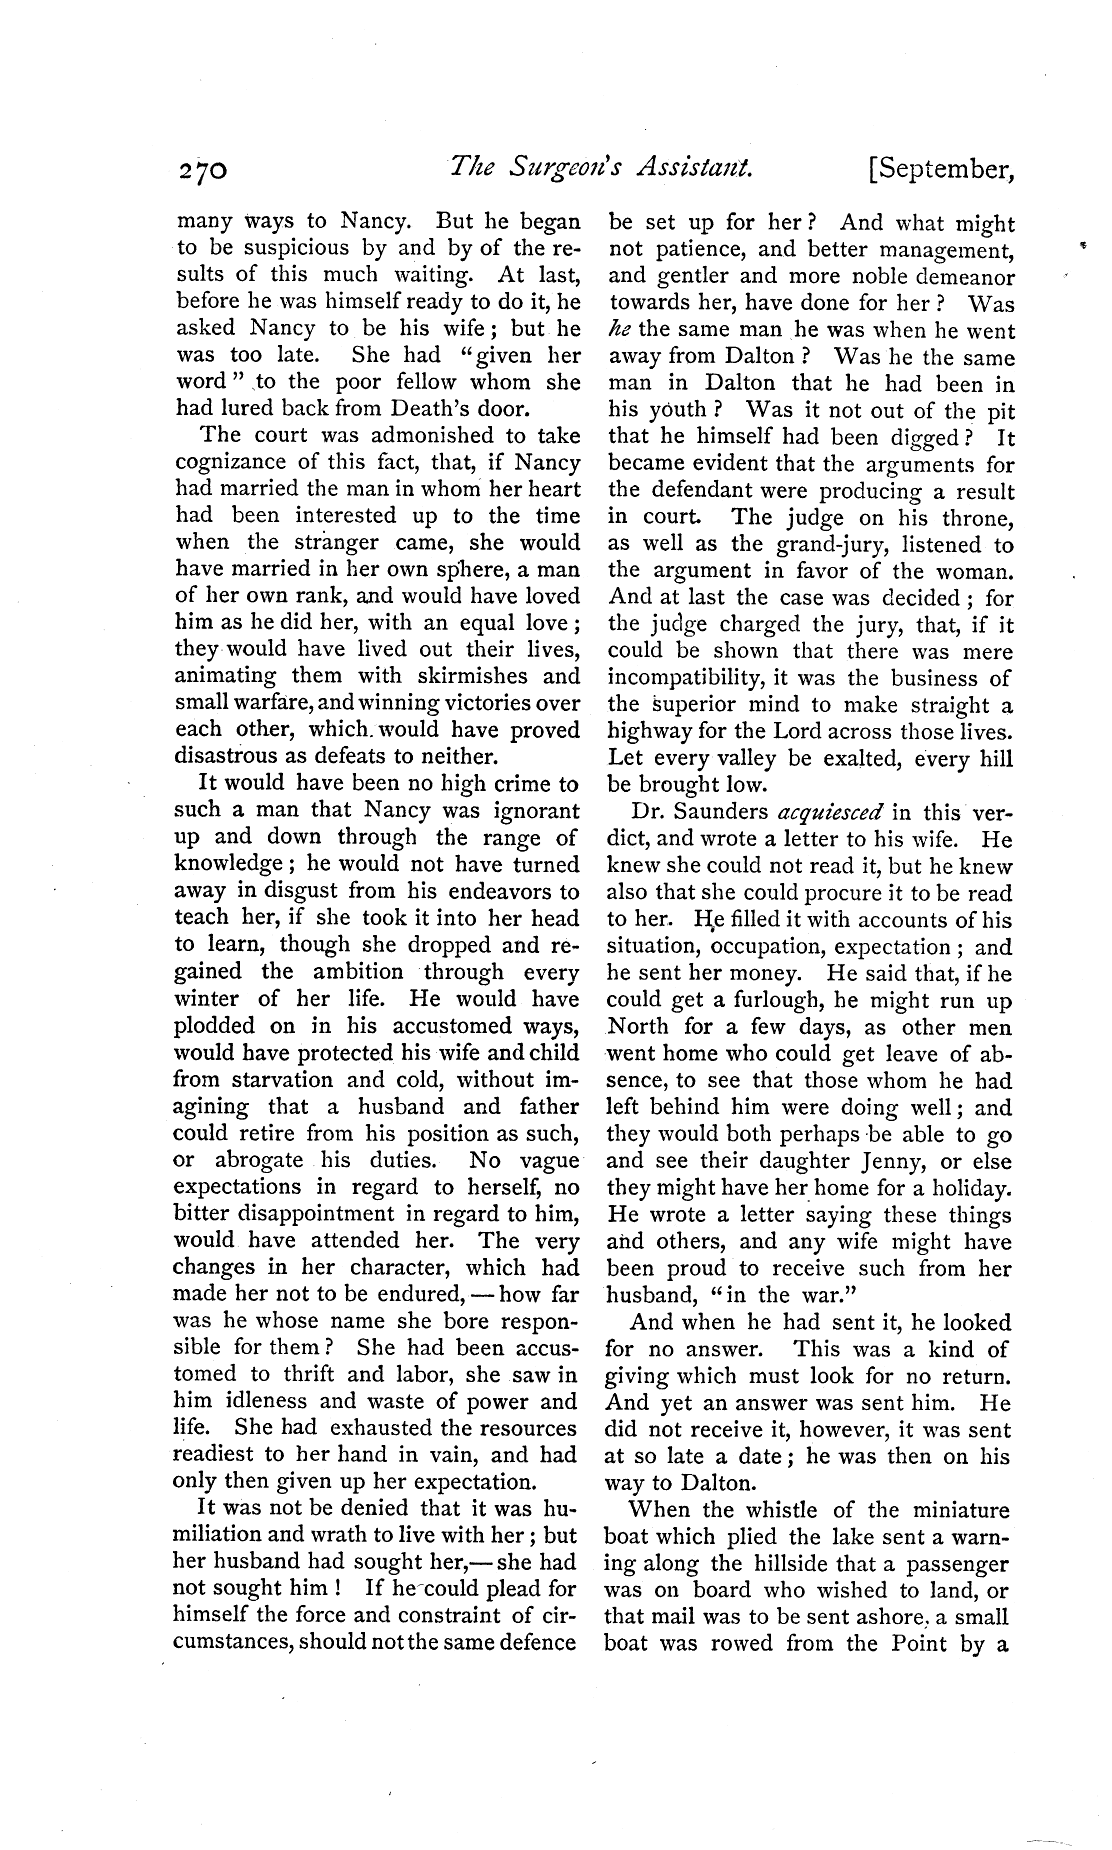 270 The Surgeon's Assistant. [September,
many ways to Nancy. But he began
to be suspicious by and by of the re-
sults of this much waiting. At last,
before he was himself ready to do it, he
asked Nancy to be his wife; but he
was too late. She had "given her
word" to the poor fellow whom she
had lured back from Death's door.
The court was admonished to take
cognizance of this fact, that, if Nancy
had married the man in whom her heart
had been interested up to the time
when the stranger came, she would
have married in her own sphere, a man
of her own rank, and would have loved
him as he did her, with an equal love;
they would have lived out their lives,
animating them with skirmishes and
small warfare, and winning victories over
each other, which would have proved
disastrous as defeats to neither.
It would have been no high crime to
such a man that Nancy was ignorant
up and down through the range of
knowledge; he would not have turned
away in disgust from his endeavors to
teach her, if she took it into her head
to learn, though she dropped and re-
gained the ambition through every
winter of her life. He would have
plodded on in his accustomed ways,
would have protected his wife and child
from starvation and cold, without im-
agining that a husband and father
could retire from his position as such,
or abrogate his duties. No vague
expectations in regard to herself, no
bitter disappointment in regard to him,
would have attended her. The very
changes in her character, which had
made her not to be endured,—how far
was he whose name she bore respon-
sible for them? She had been accus-
tomed to thrift and labor, she saw in
him idleness and waste of power and
life. She had exhausted the resources
readiest to her hand in vain, and had
only then given up her expectation.
It was not be denied that it was hu-
miliation and wrath to live with her; but
her husband had sought her,—she had
not sought him! If he could plead for
himself the force and constraint of cir-
cumstances, should not the same defence
be set up for her? And what might
not patience, and better management,
and gentler and more noble demeanor
towards her, have done for her? Was
he the same man he was when he went
away from Dalton? Was he the same
man in Dalton that he had been in
his youth? Was it not out of the pit
that he himself had been digged? It
became evident that the arguments for
the defendant were producing a result
in court. The judge on his throne,
as well as the grand-jury, listened to
the argument in favor of the woman.
And at last the case was decided; for
the judge charged the jury, that, if it
could be shown that there was mere
incompatibility, it was the business of
the superior mind to make straight a
highway for the Lord across those lives.
Let every valley be exalted, every hill
be brought low.
Dr. Saunders acquiesced in this ver-
dict, and wrote a letter to his wife. He
knew she could not read it, but he knew
also that she could procure it to be read
to her. He filled it with accounts of his
situation, occupation, expectation; and
he sent her money. He said that, if he
could get a furlough, he might run up
North for a few days, as other men
went home who could get leave of ab-
sence, to see that those whom he had
left behind him were doing well; and
they would both perhaps be able to go
and see their daughter Jenny, or else
they might have her home for a holiday.
He wrote a letter saying these things
and others, and any wife might have
been proud to receive such from her
husband, "in the war."
And when he had sent it, he looked
for no answer. This was a kind of
giving which must look for no return.
And yet an answer was sent him. He
did not receive it, however, it was sent
at so late a date; he was then on his
way to Dalton.
When the whistle of the miniature
boat which plied the lake sent a warn-
ing along the hillside that a passenger
was on board who wished to land, or
that mail was to be sent ashore, a small
boat was rowed from the Point by a